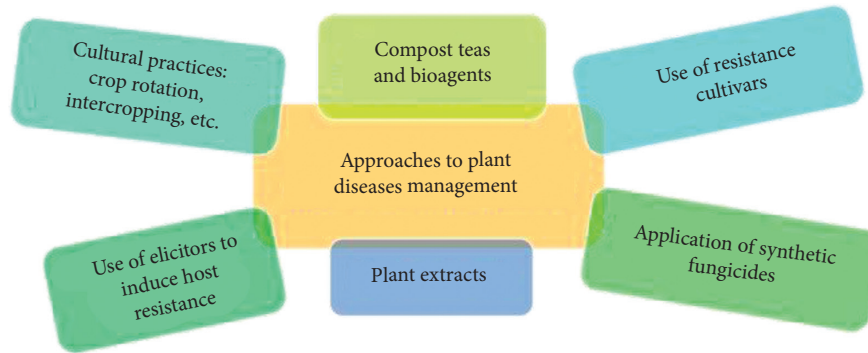 Cultural practices:
crop rotation,
intercropping, etc.
Compost teas
and bioagents
Use of resistance
cultivars
Approaches to plant
diseases management
Use of elicitors to
induce host
resistance
Plant extracts
Application of synthetic
fungicides